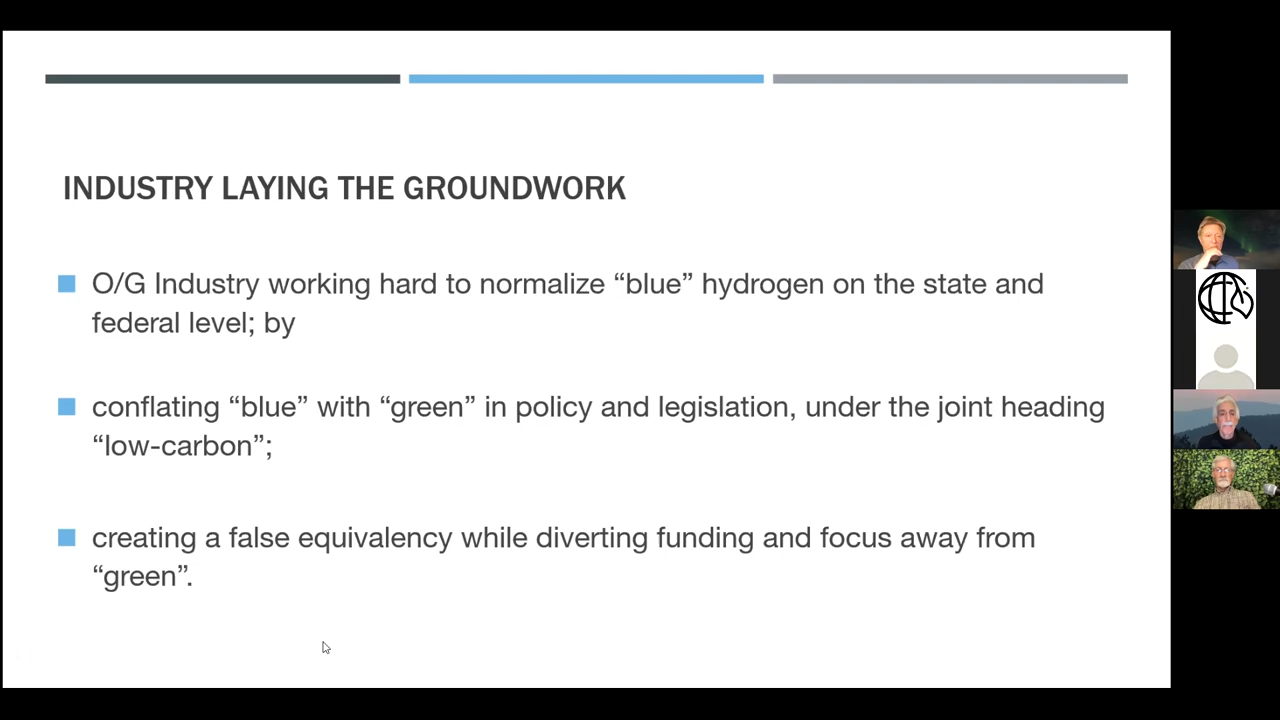 INDUSTRY LAYING THE GROUNDWORK
O/G Industry working hard to normalize “blue” hydrogen on the state and
federal level; by
conflating “blue” with “green” in policy and legislation, under the joint heading
“low-carbon”;
creating a false equivalency while diverting funding and focus away from
“green”.